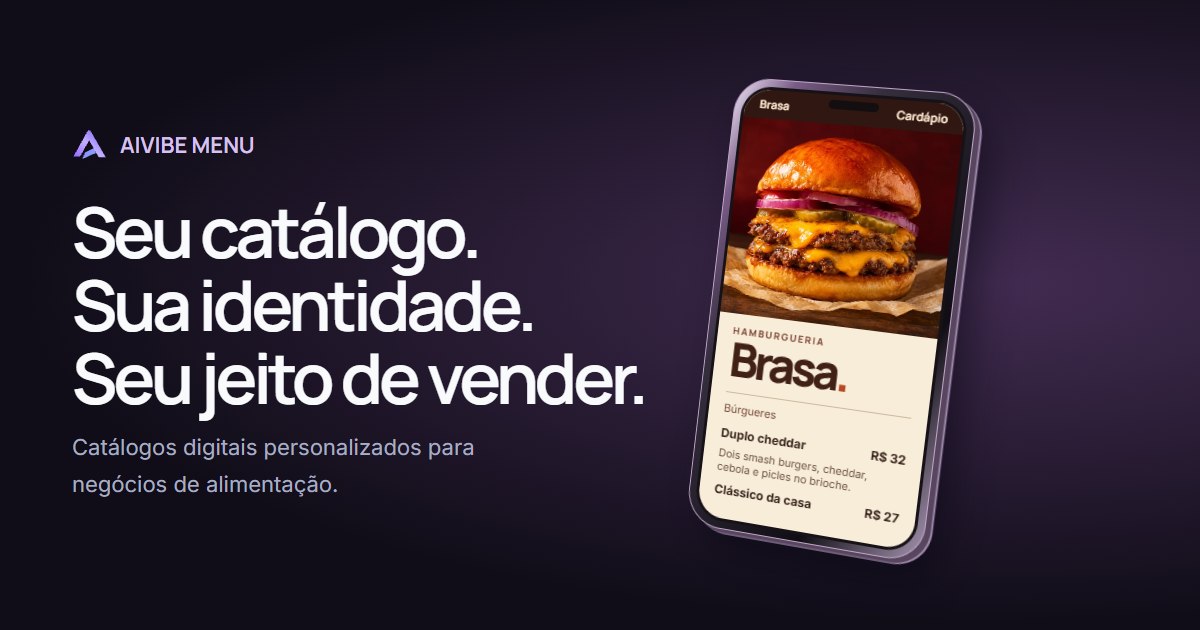 AIVIBE MENU
Seu catálogo.
Sua identidade.
Seu jeito de vender.
Catálogos digitais personalizados para
negócios de alimentação.
Brasa
Cardápio
HAMBURGUERIA
Brasa.
Búrgueres
Duplo cheddar
R$ 32
Dois smash burgers, cheddar,
cebola e picles no brioche.
Clássico da casa
R$ 27